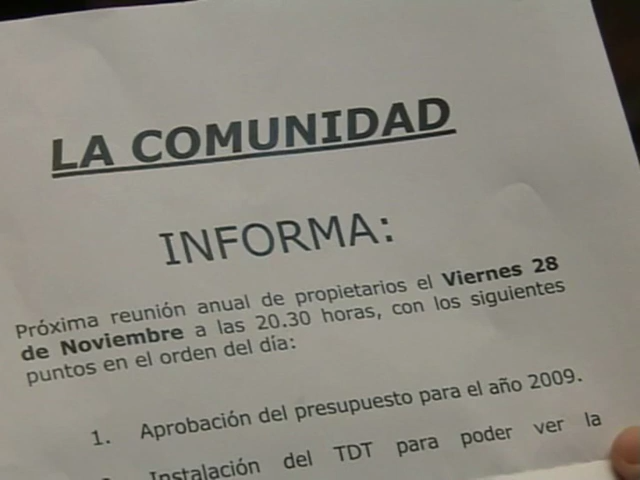 LA COMUNIDAD
INFORMA:
Próxima reunión anual de propietarios el Viernes 28
de Noviembre a las 20.30 horas, con los siguientes
puntos en el orden del día:
1. Aprobación del presupuesto para el año 2009.
Instalación del TDT para poder ver la